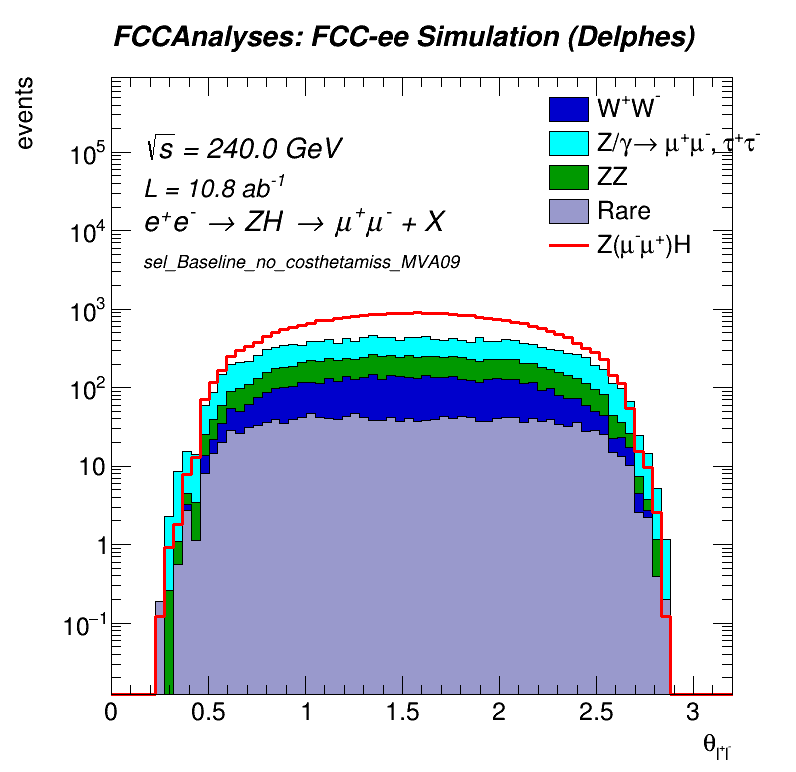 FCCAnalyses: FCC-ee Simulation (Delphes)
events
√s = 240.0 GeV
L = 10.8 ab⁻¹
e⁺e⁻ → ZH → μ⁺μ⁻ + X
sel_Baseline_no_costhetamiss_MVA09
W⁺W⁻
Z/γ→ μ⁺μ⁻, τ⁺τ⁻
ZZ
Rare
Z(μ⁻μ⁺)H
10⁵
10⁴
10³
10²
10
1
10⁻¹
0 0.5 1 1.5 2 2.5 3
θ_l⁺l⁻